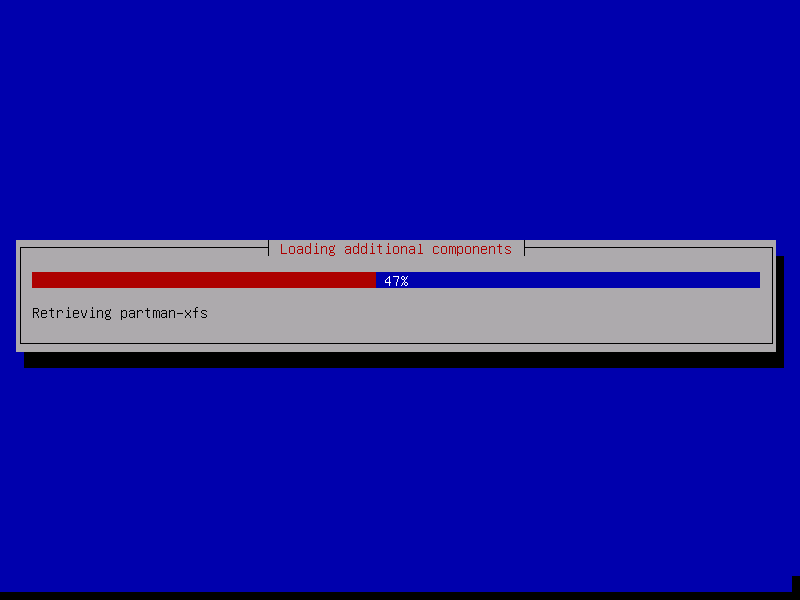 Loading additional components
47%
Retrieving partman-xfs